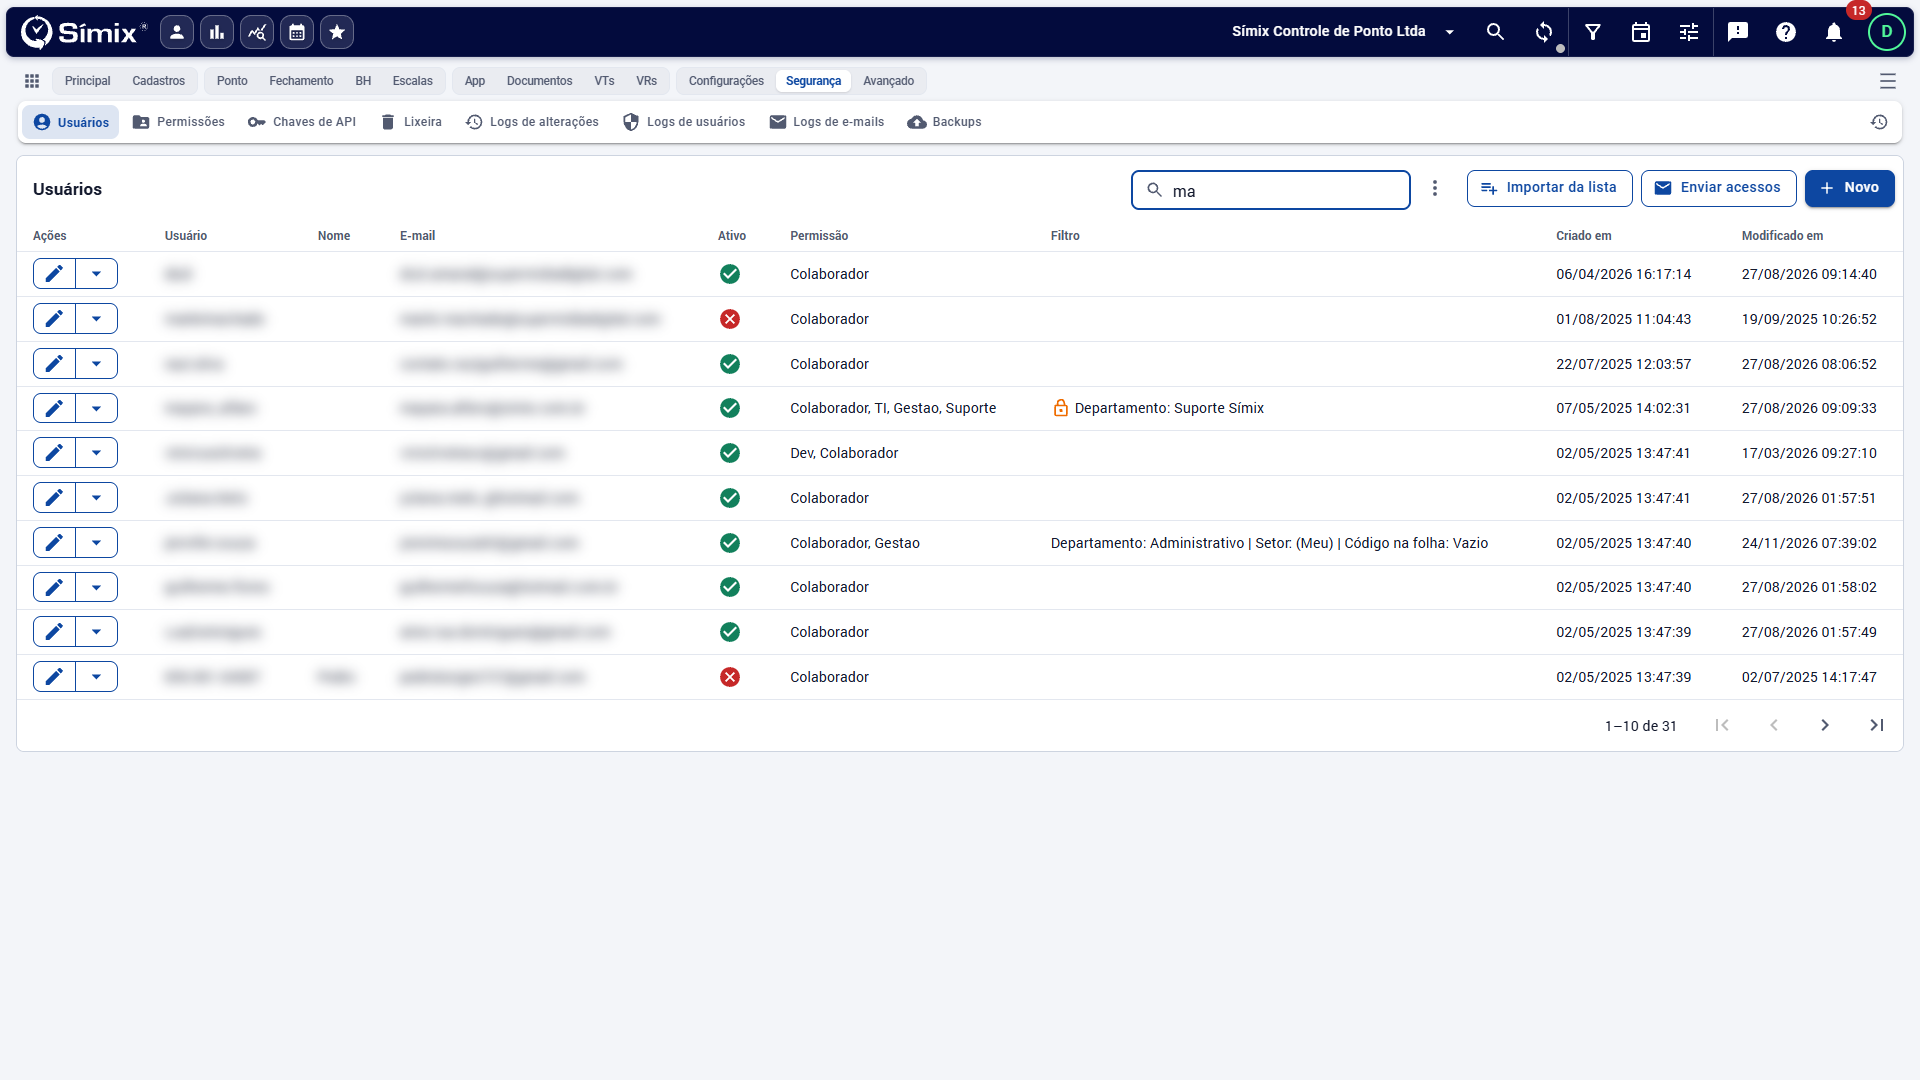 Símix®
Símix Controle de Ponto Ltda
13
D
Principal Cadastros Ponto Fechamento BH Escalas App Documentos VTs VRs Configurações Segurança Avançado
Usuários Permissões Chaves de API Lixeira Logs de alterações Logs de usuários Logs de e-mails Backups
Usuários
ma
Importar da lista
Enviar acessos
Novo
Ações Usuário Nome E-mail Ativo Permissão Filtro Criado em Modificado em
Colaborador 06/04/2026 16:17:14 27/08/2026 09:14:40
Colaborador 01/08/2025 11:04:43 19/09/2025 10:26:52
Colaborador 22/07/2025 12:03:57 27/08/2026 08:06:52
Colaborador, TI, Gestao, Suporte Departamento: Suporte Símix 07/05/2025 14:02:31 27/08/2026 09:09:33
Dev, Colaborador 02/05/2025 13:47:41 17/03/2026 09:27:10
Colaborador 02/05/2025 13:47:41 27/08/2026 01:57:51
Colaborador, Gestao Departamento: Administrativo | Setor: (Meu) | Código na folha: Vazio 02/05/2025 13:47:40 24/11/2026 07:39:02
Colaborador 02/05/2025 13:47:40 27/08/2026 01:58:02
Colaborador 02/05/2025 13:47:39 27/08/2026 01:57:49
Colaborador 02/05/2025 13:47:39 02/07/2025 14:17:47
1–10 de 31